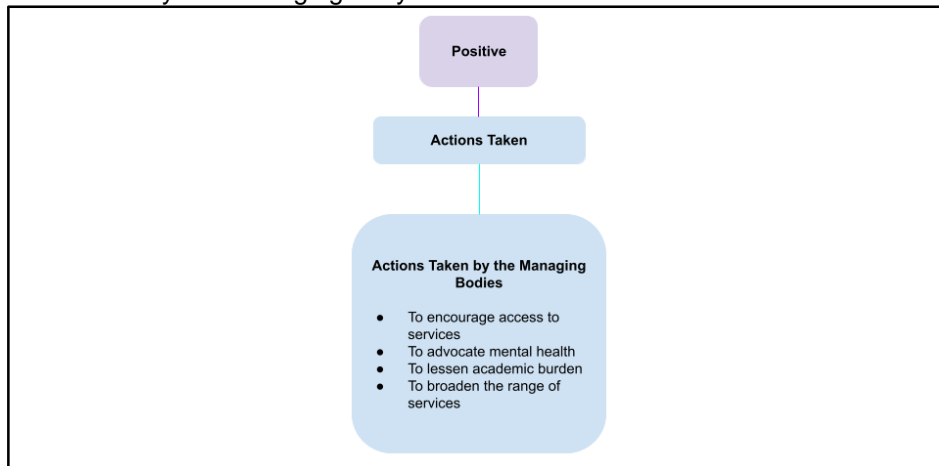 Positive
Actions Taken
Actions Taken by the Managing
Bodies
● To encourage access to
services
● To advocate mental health
● To lessen academic burden
● To broaden the range of
services